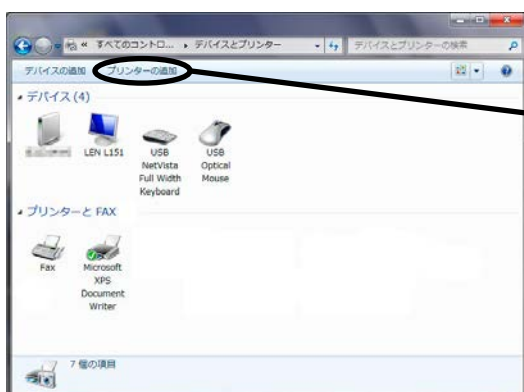 « すべてのコントロ... ▸ デバイスとプリンター
デバイスとプリンターの検索
デバイスの追加 プリンターの追加
デバイス (4)
LEN L151
USB
NetVista
Full Width
Keyboard
USB
Optical
Mouse
プリンターと FAX
Fax
Microsoft
XPS
Document
Writer
7 個の項目